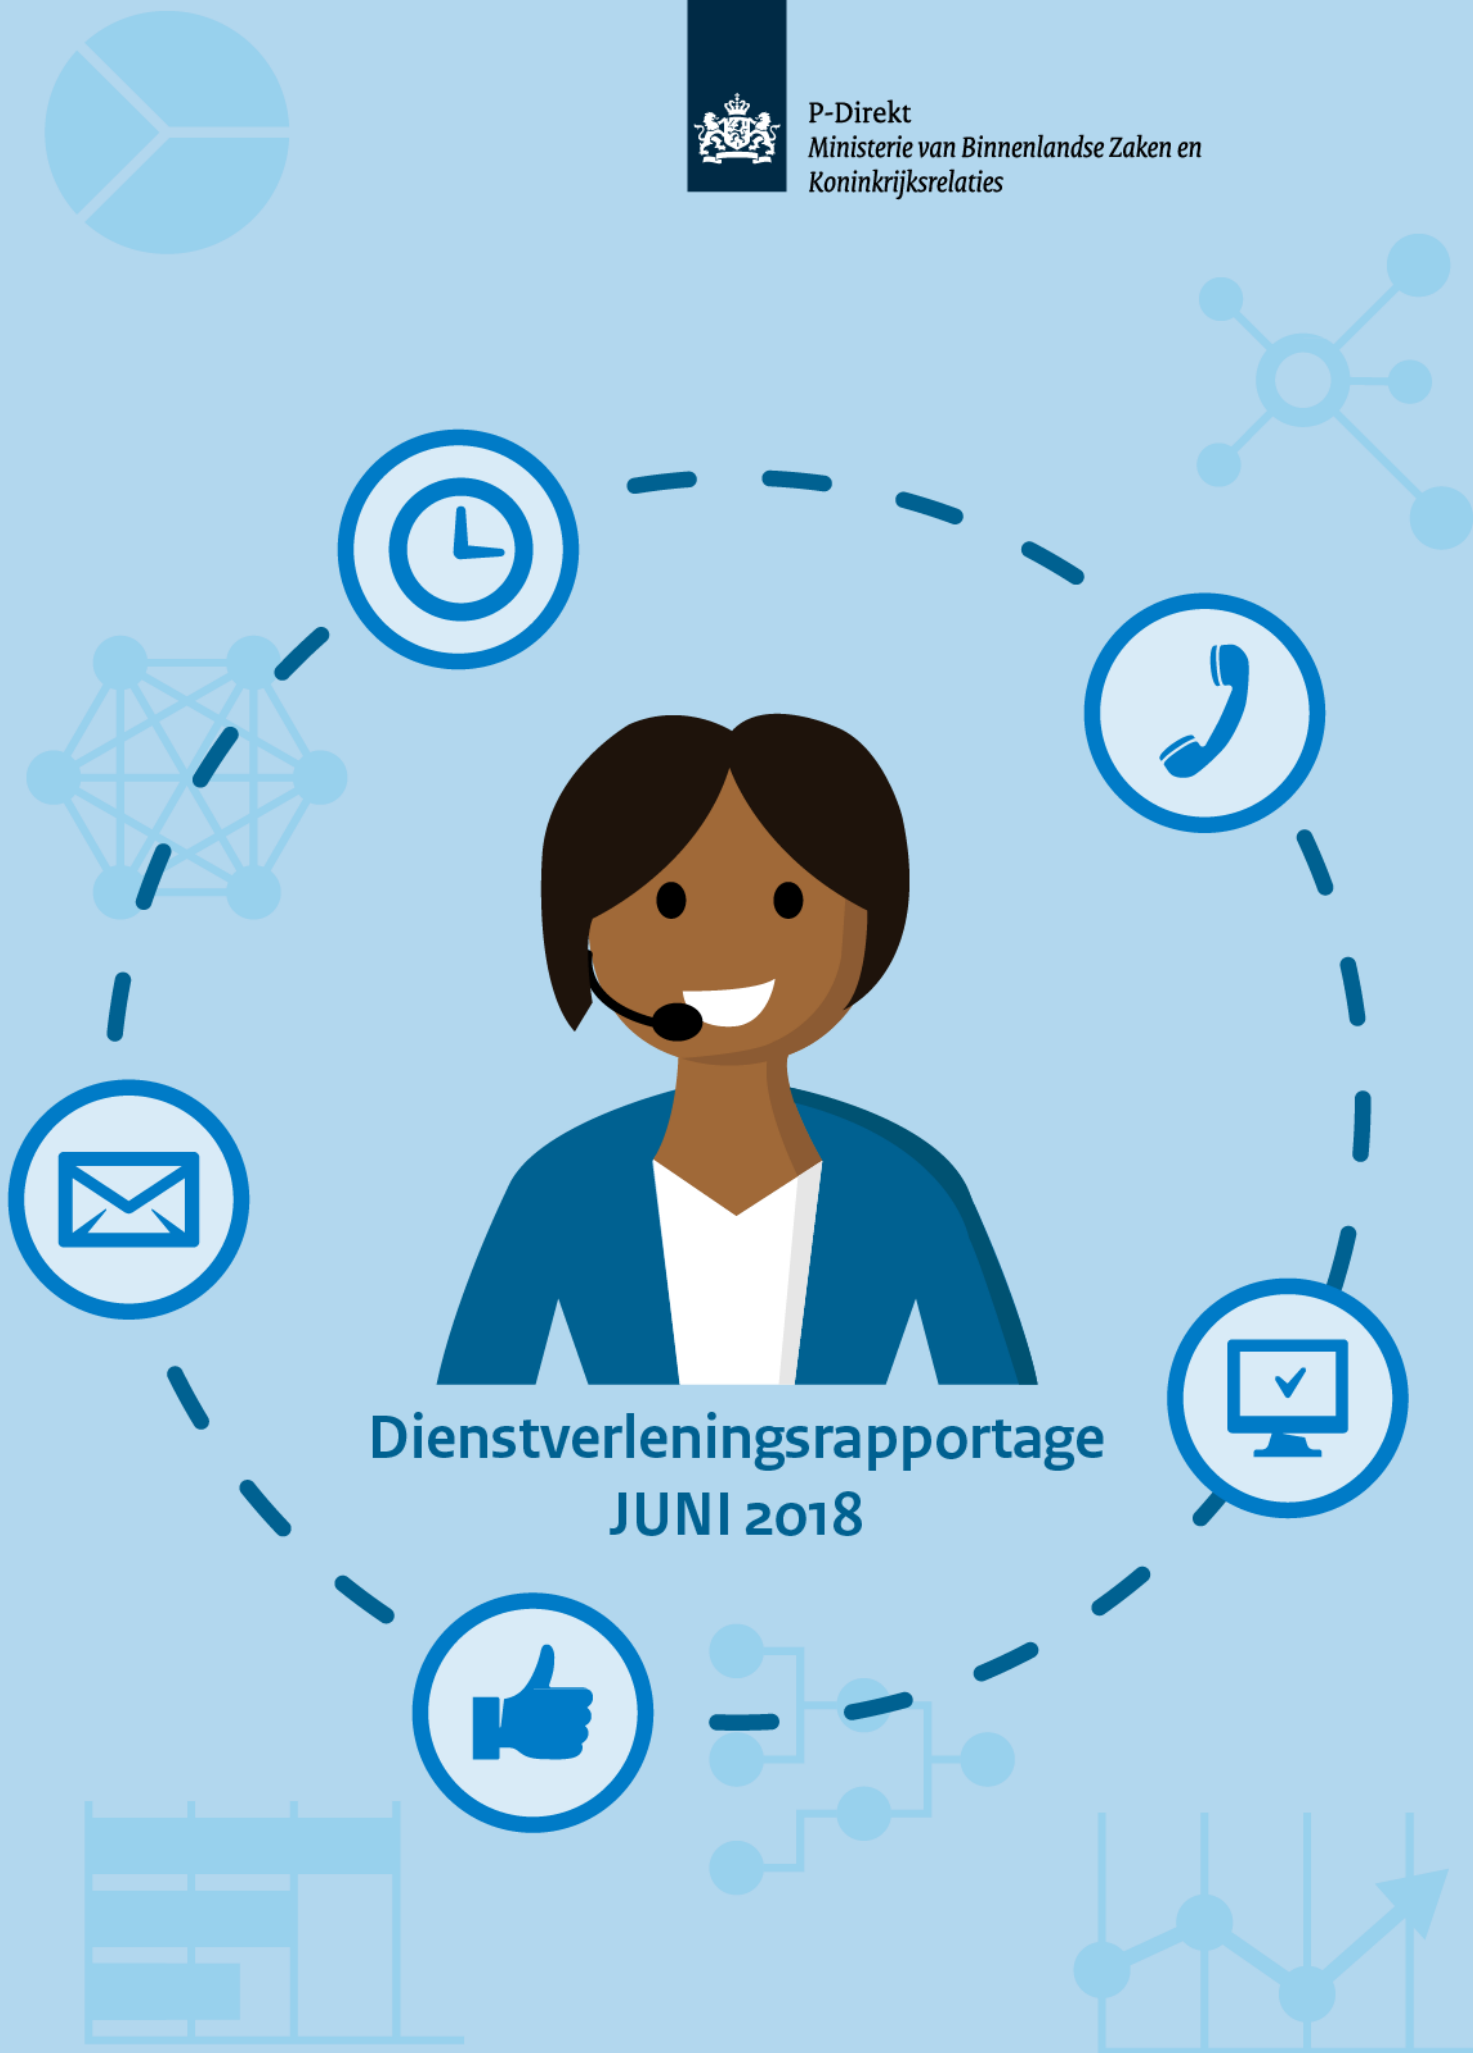 P-Direkt
Ministerie van Binnenlandse Zaken en
Koninkrijksrelaties
Dienstverleningsrapportage
JUNI 2018